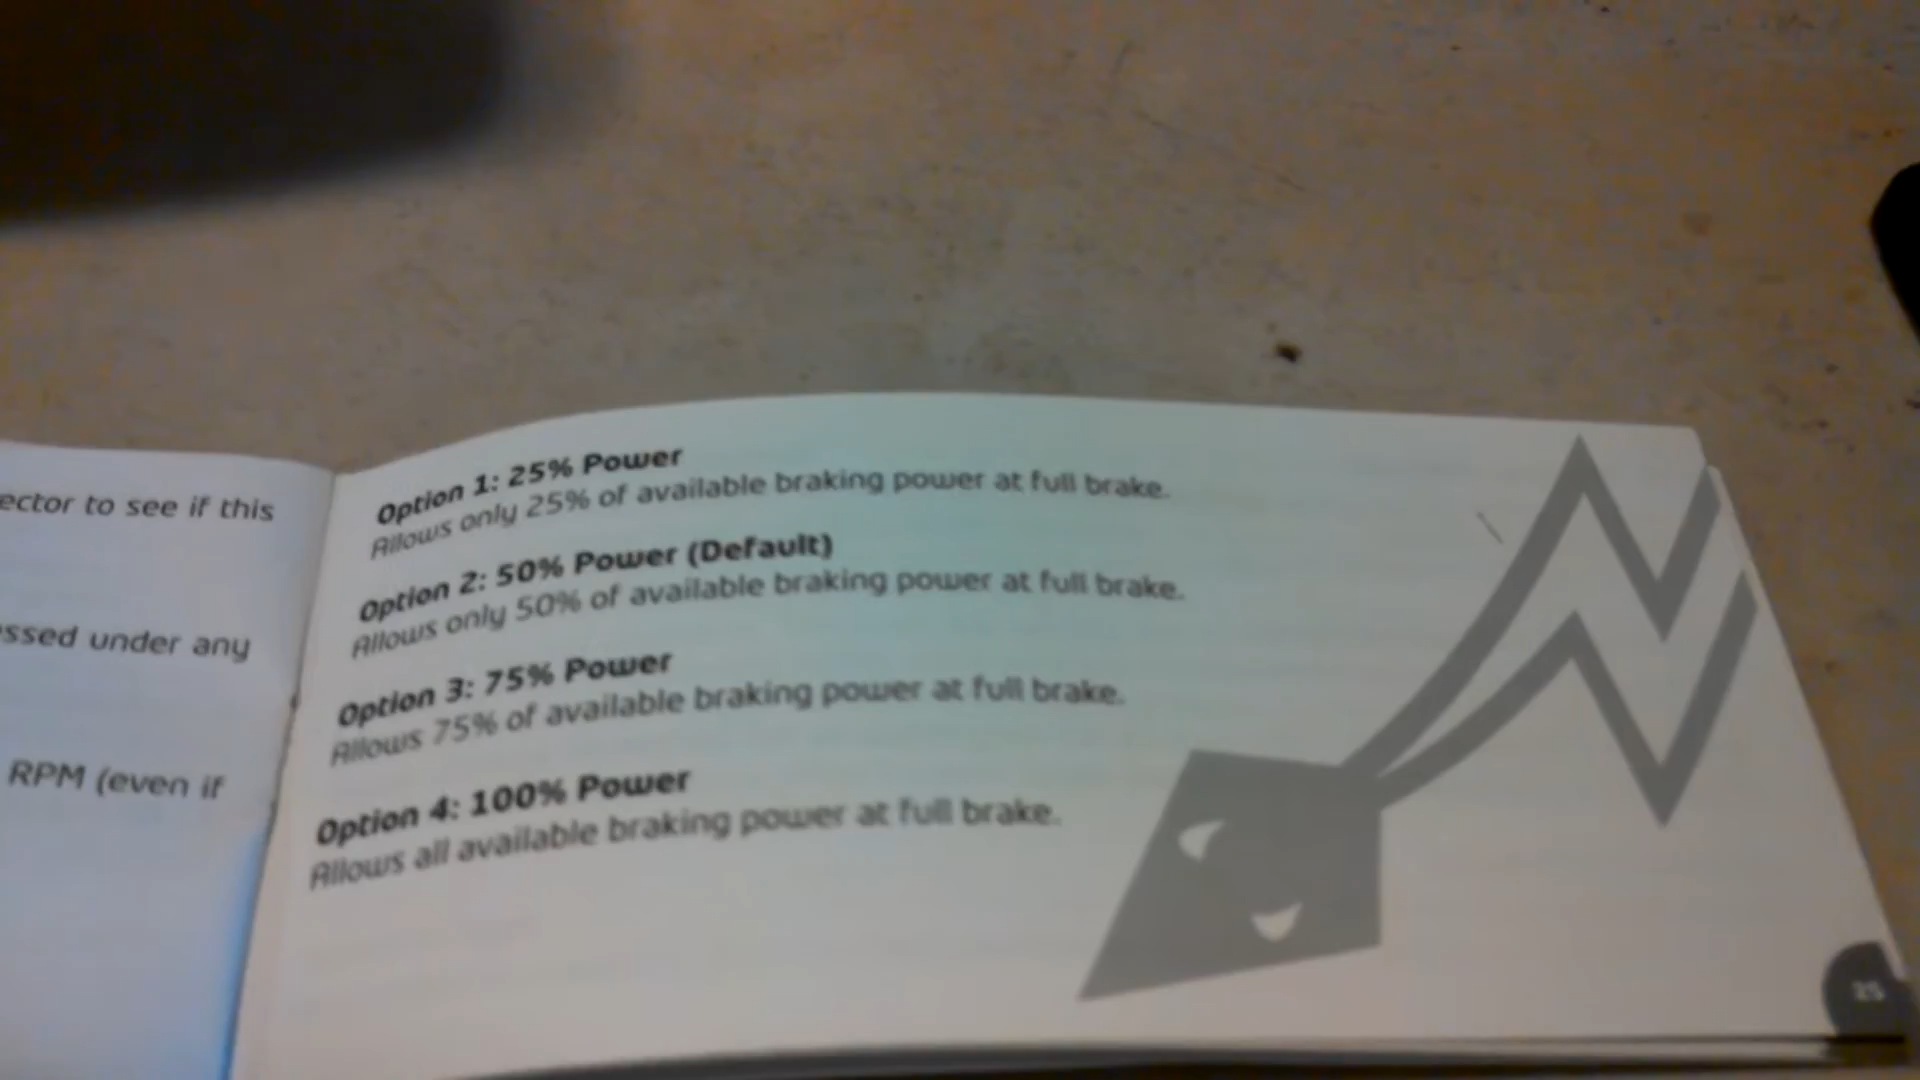 ector to see if this
ssed under any
RPM (even if
Option 1: 25% Power
Allows only 25% of available braking power at full brake.
Option 2: 50% Power (Default)
Allows only 50% of available braking power at full brake.
Option 3: 75% Power
Allows 75% of available braking power at full brake.
Option 4: 100% Power
Allows all available braking power at full brake.